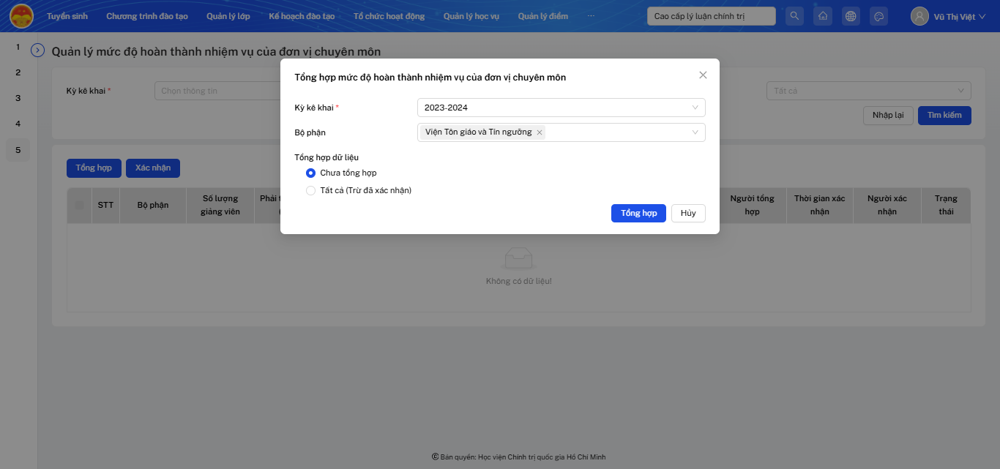 Tuyển sinh Chương trình đào tạo Quản lý lớp Kế hoạch đào tạo Tổ chức hoạt động Quản lý học vụ Quản lý điểm ... Cao cấp lý luận chính trị Vũ Thị Việt
1
2
3
4
5
Quản lý mức độ hoàn thành nhiệm vụ của đơn vị chuyên môn
Kỳ kê khai * Chọn thông tin Tất cả
Nhập lại Tìm kiếm
Tổng hợp Xác nhận
STT Bộ phận Số lượng giảng viên Phải Người tổng hợp Thời gian xác nhận Người xác nhận Trạng thái
Không có dữ liệu!
Tổng hợp mức độ hoàn thành nhiệm vụ của đơn vị chuyên môn
Kỳ kê khai * 2023-2024
Bộ phận Viện Tôn giáo và Tín ngưỡng
Tổng hợp dữ liệu
Chưa tổng hợp
Tất cả (Trừ đã xác nhận)
Tổng hợp Hủy
© Bản quyền: Học viện Chính trị quốc gia Hồ Chí Minh